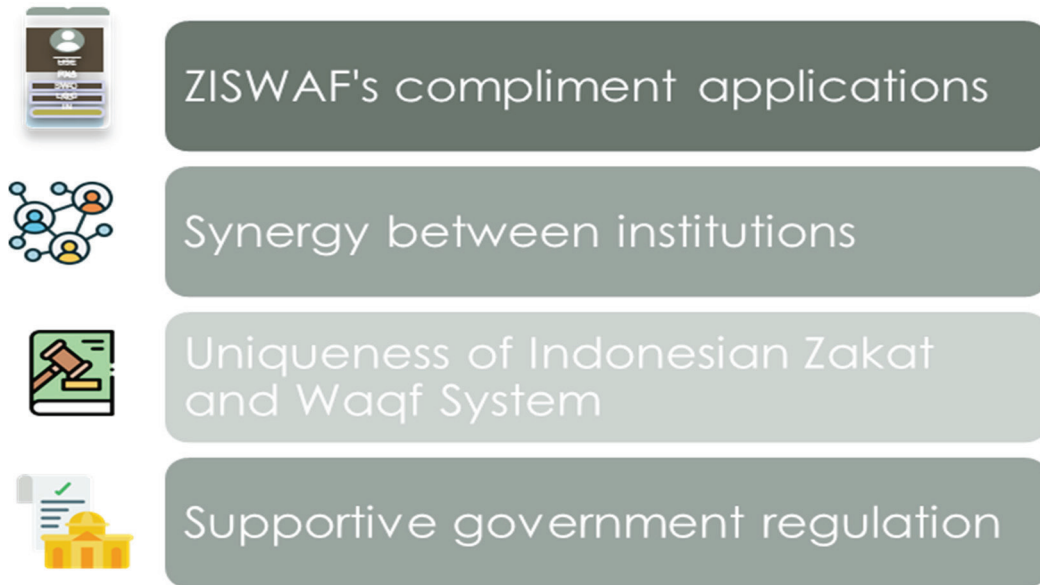 ZISWAF's compliment applications
Synergy between institutions
Uniqueness of Indonesian Zakat
and Waqf System
Supportive government regulation